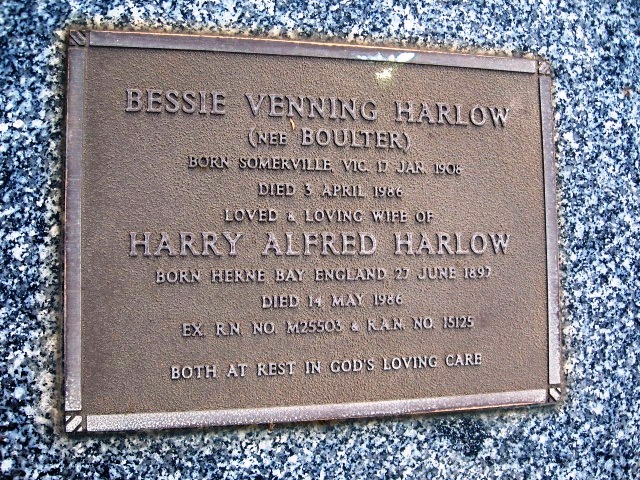 BESSIE VENNING HARLOW
(NEE BOULTER)
BORN SOMERVILLE, VIC. 17 JAN. 1908
DIED 3 APRIL 1986
LOVED & LOVING WIFE OF
HARRY ALFRED HARLOW
BORN HERNE BAY ENGLAND 27 JUNE 1897
DIED 14 MAY 1986
EX. R.N. NO. M25503 & R.A.N. NO. 15125
BOTH AT REST IN GOD'S LOVING CARE